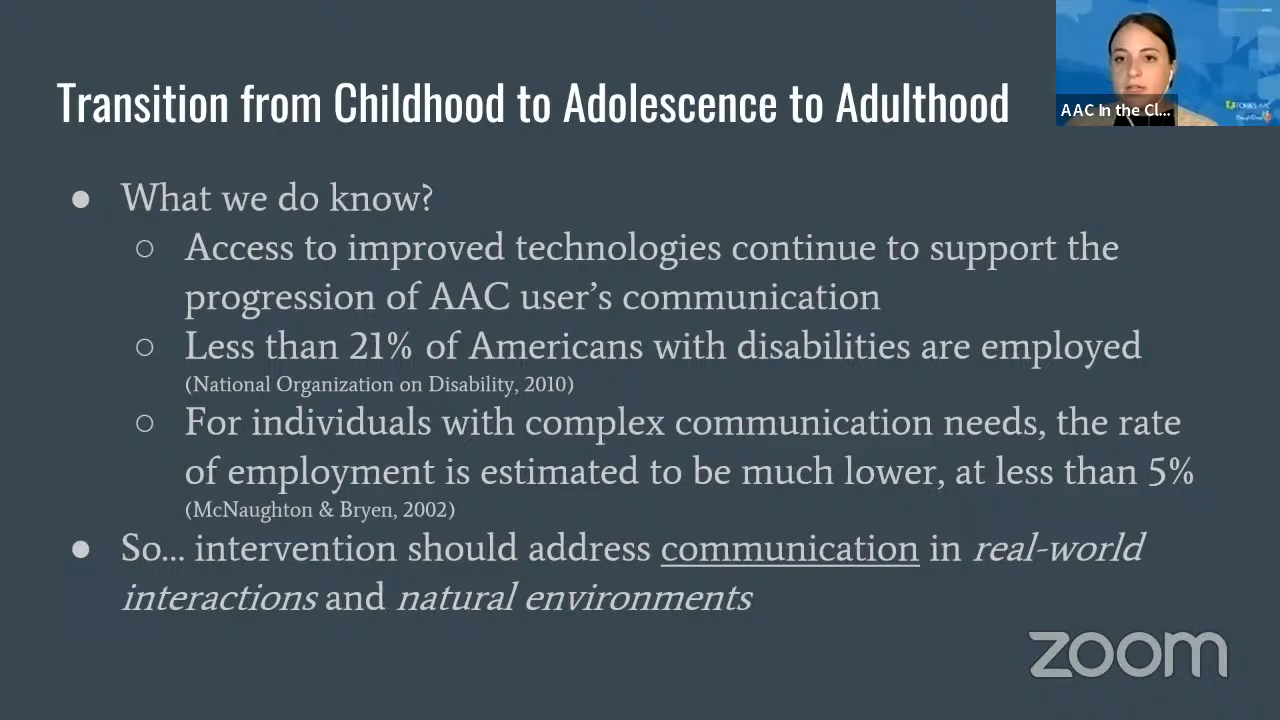 Transition from Childhood to Adolescence to Adulthood
AAC in the Cl...
● What we do know?
○ Access to improved technologies continue to support the
progression of AAC user's communication
○ Less than 21% of Americans with disabilities are employed
(National Organization on Disability, 2010)
○ For individuals with complex communication needs, the rate
of employment is estimated to be much lower, at less than 5%
(McNaughton & Bryen, 2002)
● So... intervention should address communication in real-world
interactions and natural environments
zoom